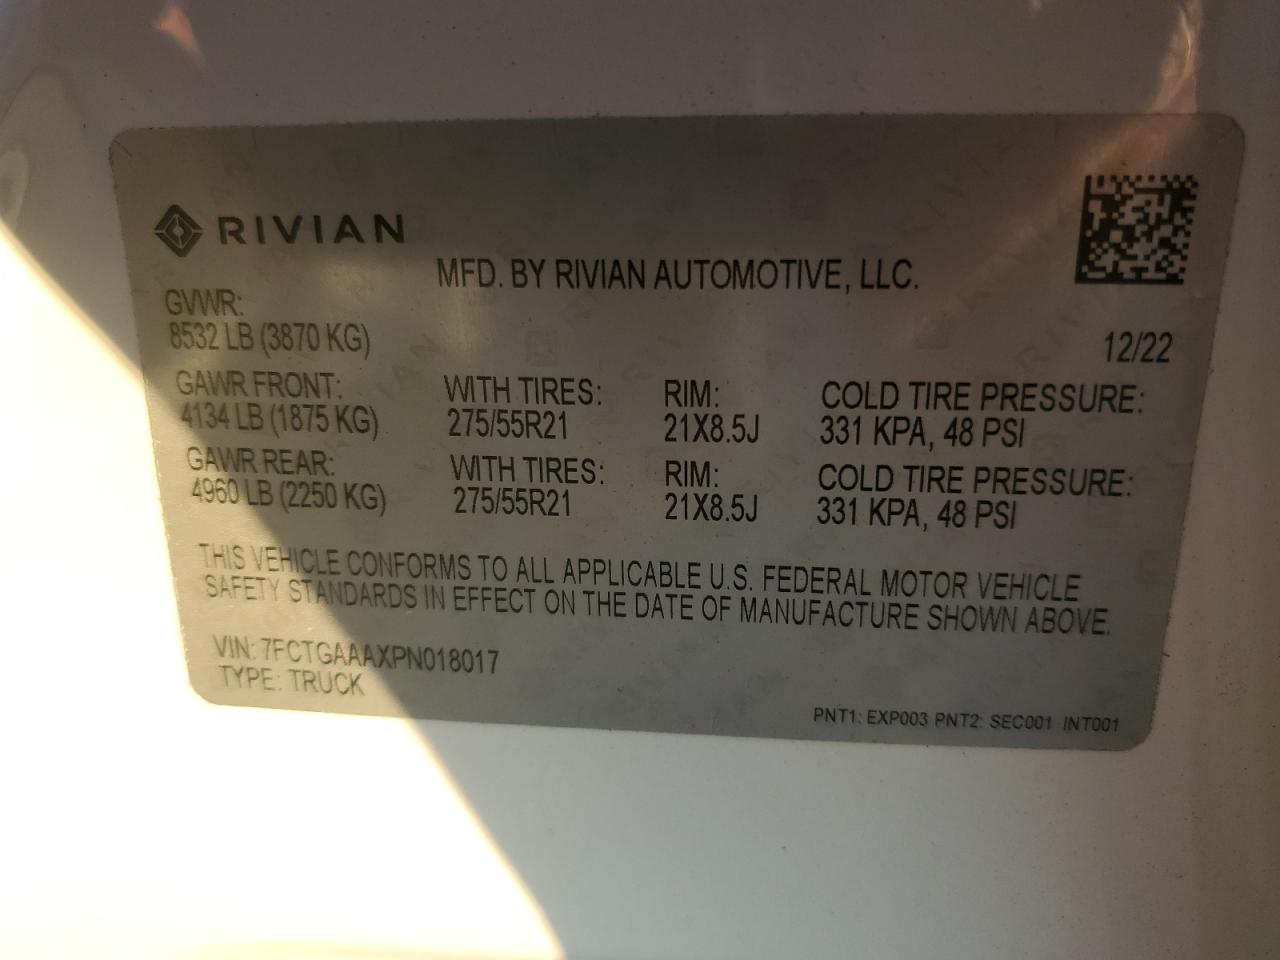 RIVIAN
MFD. BY RIVIAN AUTOMOTIVE, LLC.
GVWR:
8532 LB (3870 KG)
12/22
GAWR FRONT: WITH TIRES: RIM: COLD TIRE PRESSURE:
4134 LB (1875 KG) 275/55R21 21X8.5J 331 KPA, 48 PSI
GAWR REAR: WITH TIRES: RIM: COLD TIRE PRESSURE:
4960 LB (2250 KG) 275/55R21 21X8.5J 331 KPA, 48 PSI
THIS VEHICLE CONFORMS TO ALL APPLICABLE U.S. FEDERAL MOTOR VEHICLE
SAFETY STANDARDS IN EFFECT ON THE DATE OF MANUFACTURE SHOWN ABOVE.
VIN: 7FCTGAAAXPN018017
TYPE: TRUCK
PNT1: EXP003 PNT2: SEC001 INT001